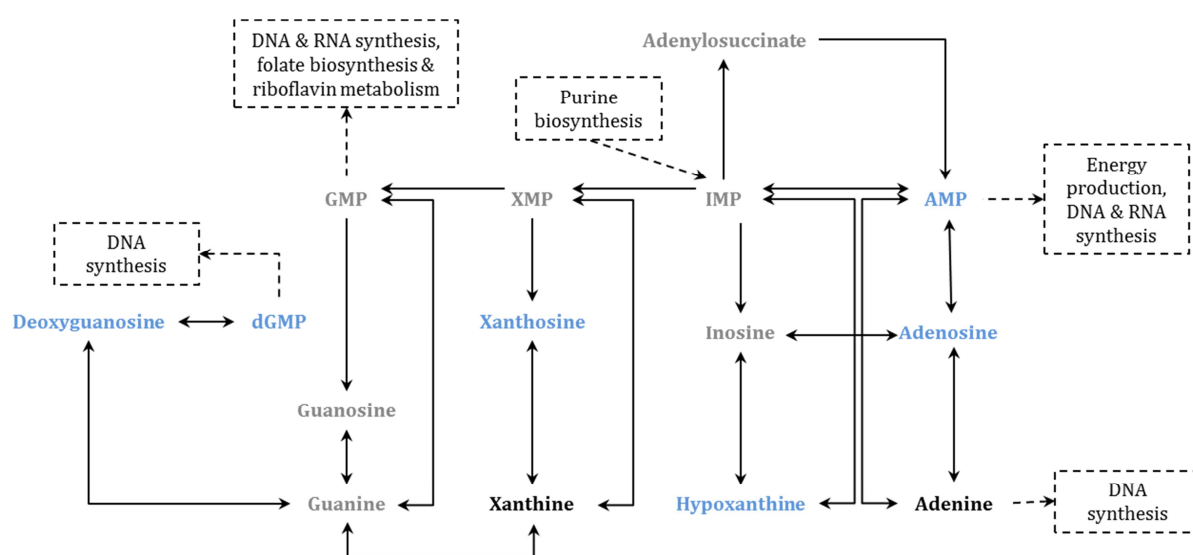 Adenylosuccinate
DNA & RNA synthesis,
folate biosynthesis &
riboflavin metabolism
Purine
biosynthesis
GMP
XMP
IMP
AMP
Energy
production,
DNA & RNA
synthesis
DNA
synthesis
Deoxyguanosine
dGMP
Xanthosine
Inosine
Adenosine
Guanosine
Guanine
Xanthine
Hypoxanthine
Adenine
DNA
synthesis